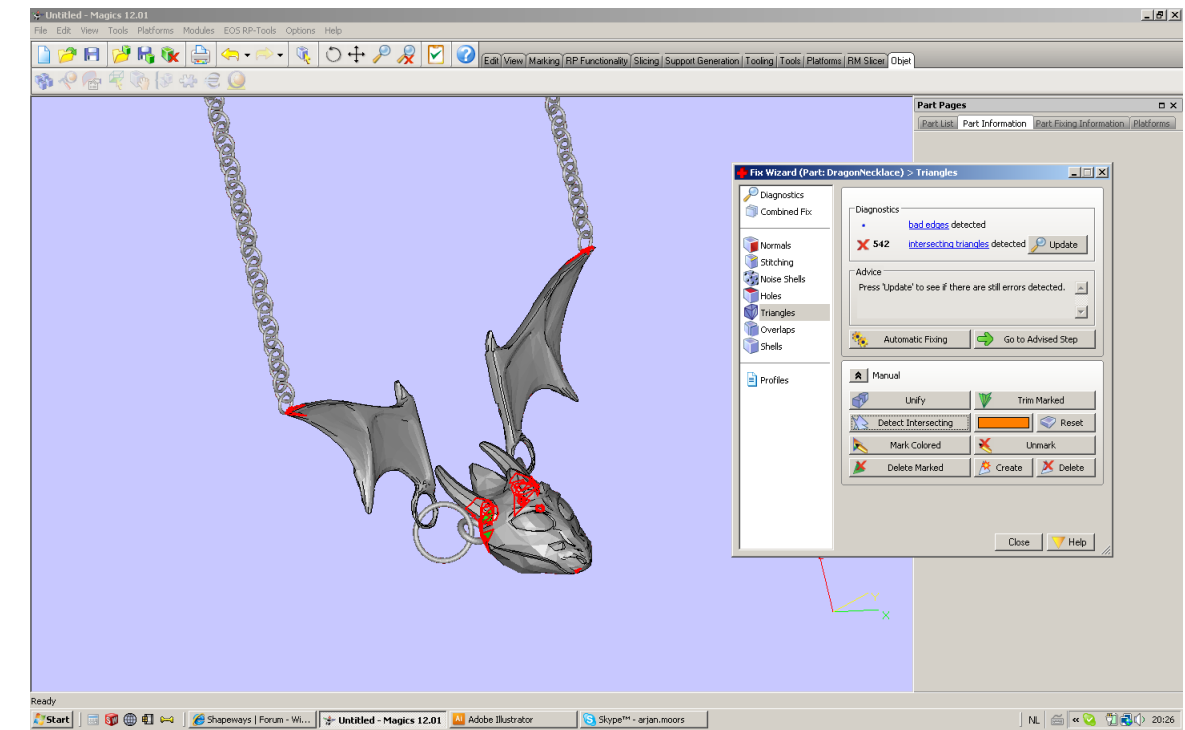 Untitled - Magics 12.01
File Edit View Tools Platforms Modules EOS RP-Tools Options Help
Edit View Marking RP Functionality Slicing Support Generation Tooling Tools Platforms RM Slicer Objet
Part Pages
Part List Part Information Part Fixing Information Platforms
Fix Wizard (Part: DragonNecklace) > Triangles
Diagnostics
Combined Fix
Normals
Stitching
Noise Shells
Holes
Triangles
Overlaps
Shells
Profiles
Diagnostics
bad edges detected
542 intersecting triangles detected Update
Advice
Press 'Update' to see if there are still errors detected.
Automatic Fixing Go to Advised Step
Manual
Unify Trim Marked
Detect Intersecting Reset
Mark Colored Unmark
Delete Marked Create Delete
Close Help
Y
X
Ready
Start Shapeways | Forum - Wi... Untitled - Magics 12.01 Adobe Illustrator Skype™ - arjan.moors NL « 20:26